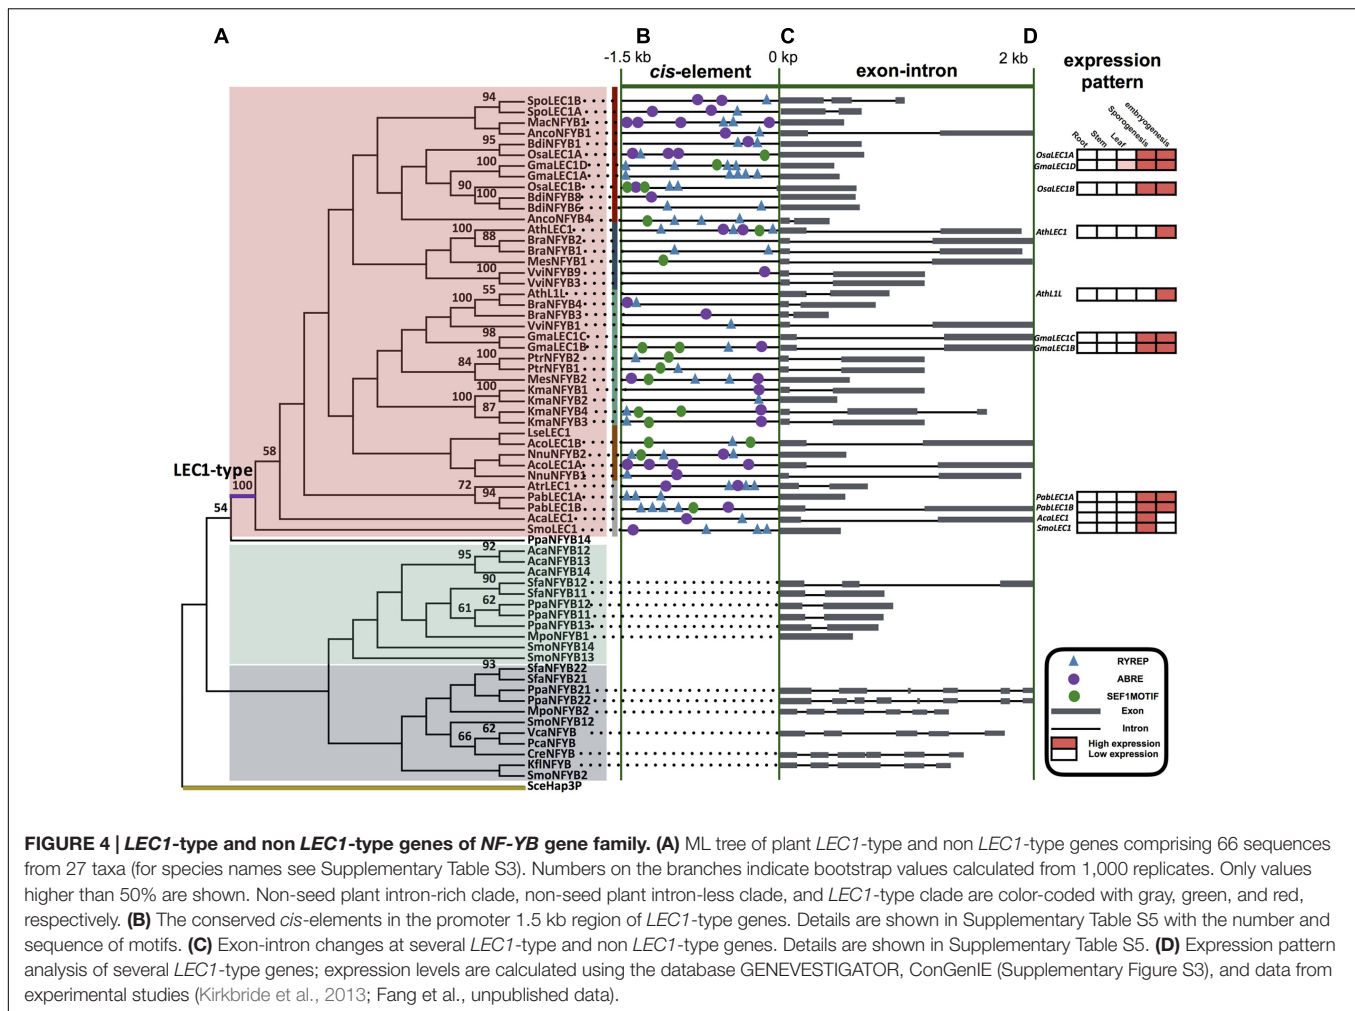 A
B
C
D
-1.5 kb
0 kp
2 kb
cis-element
exon-intron
expression
pattern
Root
Stem
Leaf
Sporogenesis
embryogenesis
LEC1-type
100
54
58
94
95
100
90
100
100
88
100
55
100
98
100
84
100
100
87
72
94
92
95
90
62
61
93
62
66
SpoLEC1B
SpoLEC1A
MacNFYB1
AncoNFYB1
BdiNFYB1
OsaLEC1A
GmaLEC1D
GmaLEC1A
OsaLEC1B
BdiNFYB8
BdiNFYB6
AncoNFYB4
AthLEC1
BraNFYB2
BraNFYB1
MesNFYB1
VviNFYB9
VviNFYB3
AthL1L
BraNFYB4
BraNFYB3
VviNFYB1
GmaLEC1C
GmaLEC1B
PtrNFYB2
PtrNFYB1
MesNFYB2
KmaNFYB1
KmaNFYB2
KmaNFYB4
KmaNFYB3
LseLEC1
AcoLEC1B
NnuNFYB2
AcoLEC1A
NnuNFYB1
AtrLEC1
PabLEC1A
PabLEC1B
AcaLEC1
SmoLEC1
PpaNFYB14
AcaNFYB12
AcaNFYB13
AcaNFYB14
SfaNFYB12
SfaNFYB11
PpaNFYB12
PpaNFYB11
PpaNFYB13
MpoNFYB1
SmoNFYB14
SmoNFYB13
SfaNFYB22
SfaNFYB21
PpaNFYB21
PpaNFYB22
MpoNFYB2
SmoNFYB12
VcaNFYB
PcaNFYB
CreNFYB
KflNFYB
SmoNFYB2
SceHap3P
OsaLEC1A
GmaLEC1D
OsaLEC1B
AthLEC1
AthL1L
GmaLEC1C
GmaLEC1B
PabLEC1A
PabLEC1B
AcaLEC1
SmoLEC1
RYREP
ABRE
SEF1MOTIF
Exon
Intron
High expression
Low expression
FIGURE 4 | LEC1-type and non LEC1-type genes of NF-YB gene family. (A) ML tree of plant LEC1-type and non LEC1-type genes comprising 66 sequences
from 27 taxa (for species names see Supplementary Table S3). Numbers on the branches indicate bootstrap values calculated from 1,000 replicates. Only values
higher than 50% are shown. Non-seed plant intron-rich clade, non-seed plant intron-less clade, and LEC1-type clade are color-coded with gray, green, and red,
respectively. (B) The conserved cis-elements in the promoter 1.5 kb region of LEC1-type genes. Details are shown in Supplementary Table S5 with the number and
sequence of motifs. (C) Exon-intron changes at several LEC1-type and non LEC1-type genes. Details are shown in Supplementary Table S5. (D) Expression pattern
analysis of several LEC1-type genes; expression levels are calculated using the database GENEVESTIGATOR, ConGenIE (Supplementary Figure S3), and data from
experimental studies (Kirkbride et al., 2013; Fang et al., unpublished data).